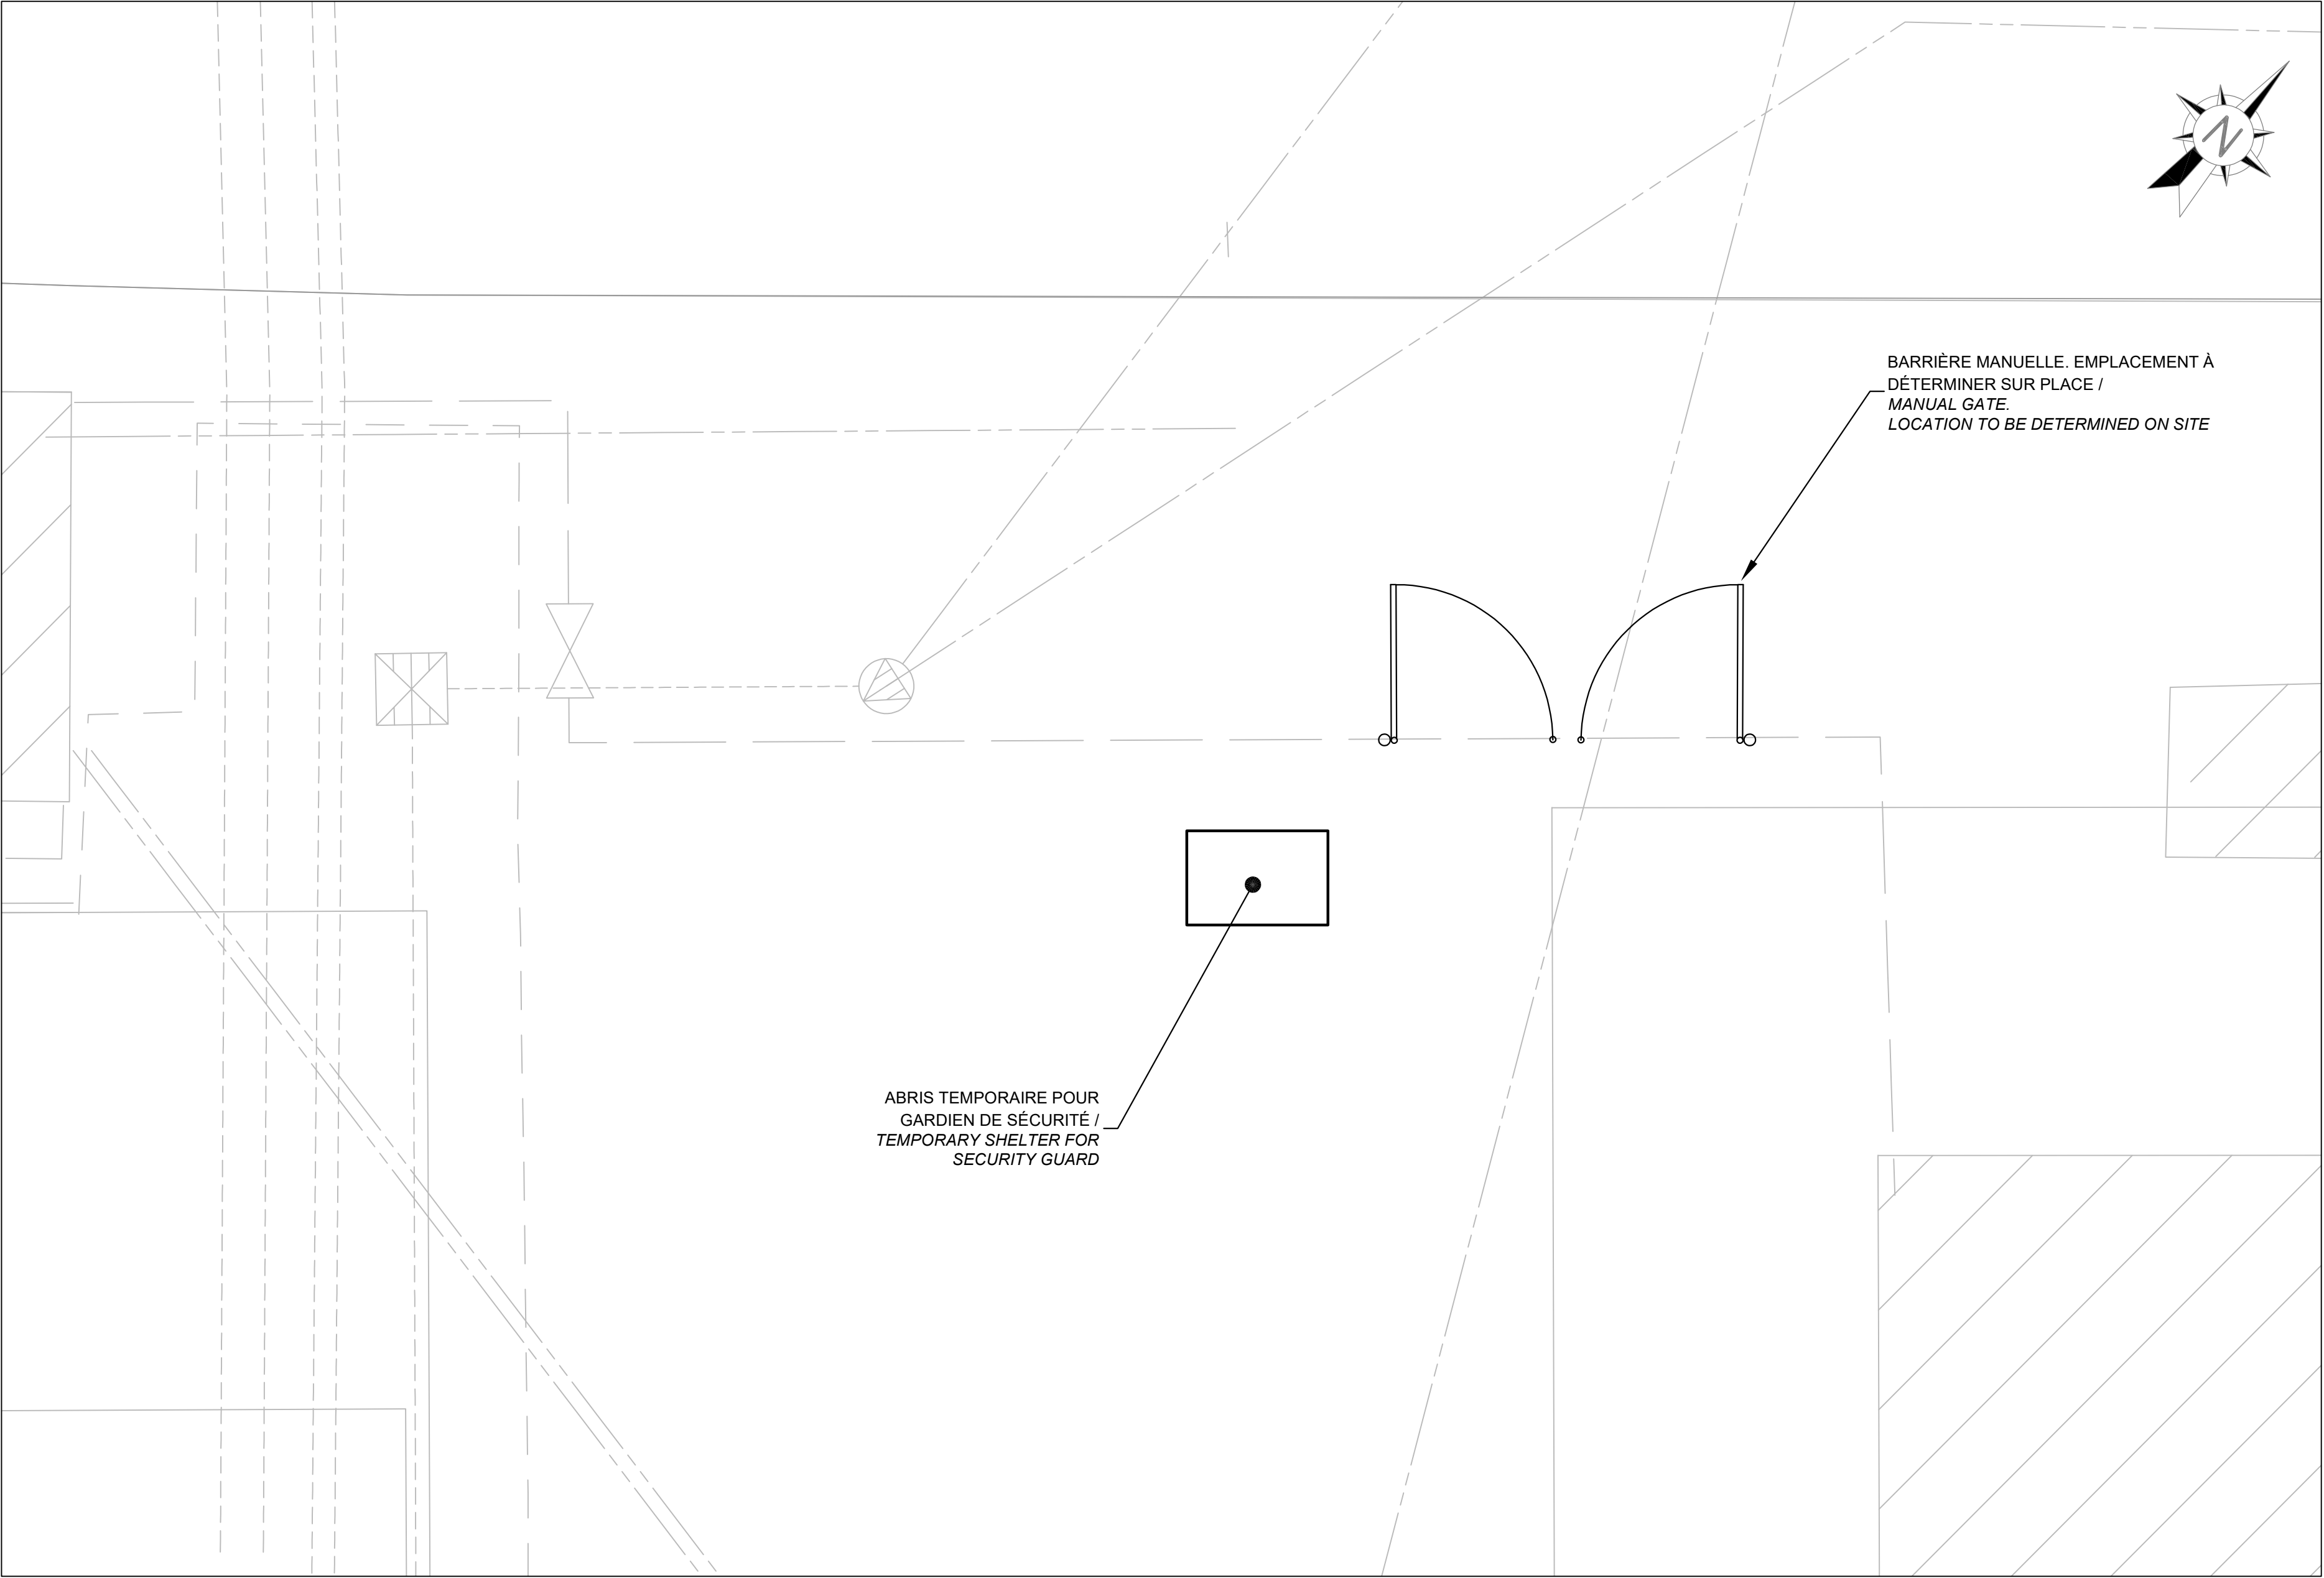 N
BARRIÈRE MANUELLE. EMPLACEMENT À
DÉTERMINER SUR PLACE /
MANUAL GATE.
LOCATION TO BE DETERMINED ON SITE
ABRIS TEMPORAIRE POUR
GARDIEN DE SÉCURITÉ /
TEMPORARY SHELTER FOR
SECURITY GUARD